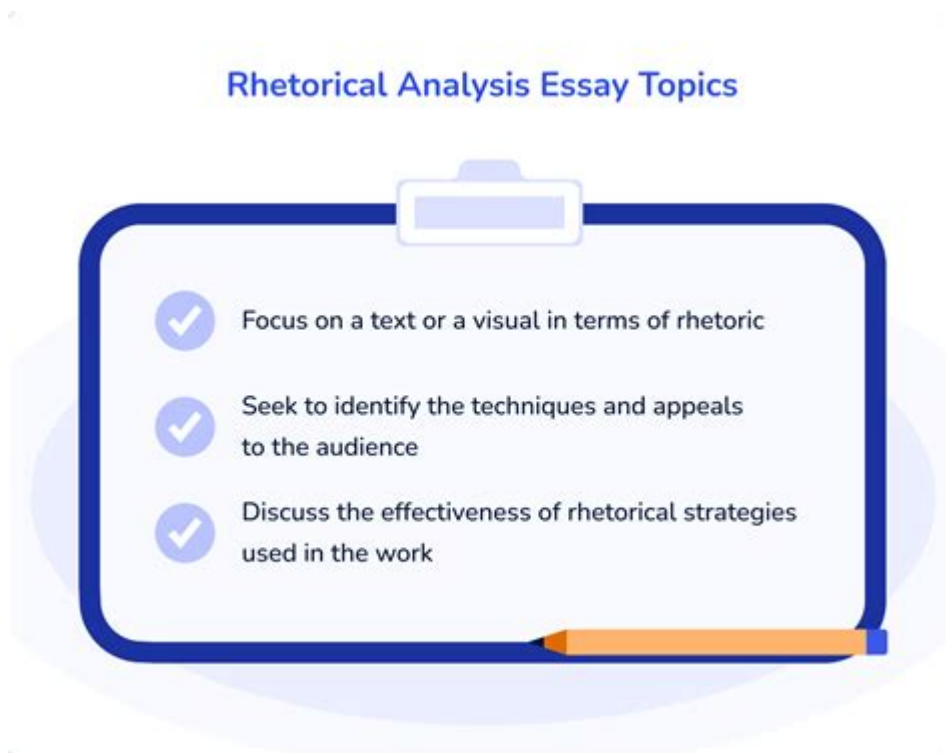 Rhetorical Analysis Essay Topics
Focus on a text or a visual in terms of rhetoric
Seek to identify the techniques and appeals
to the audience
Discuss the effectiveness of rhetorical strategies
used in the work